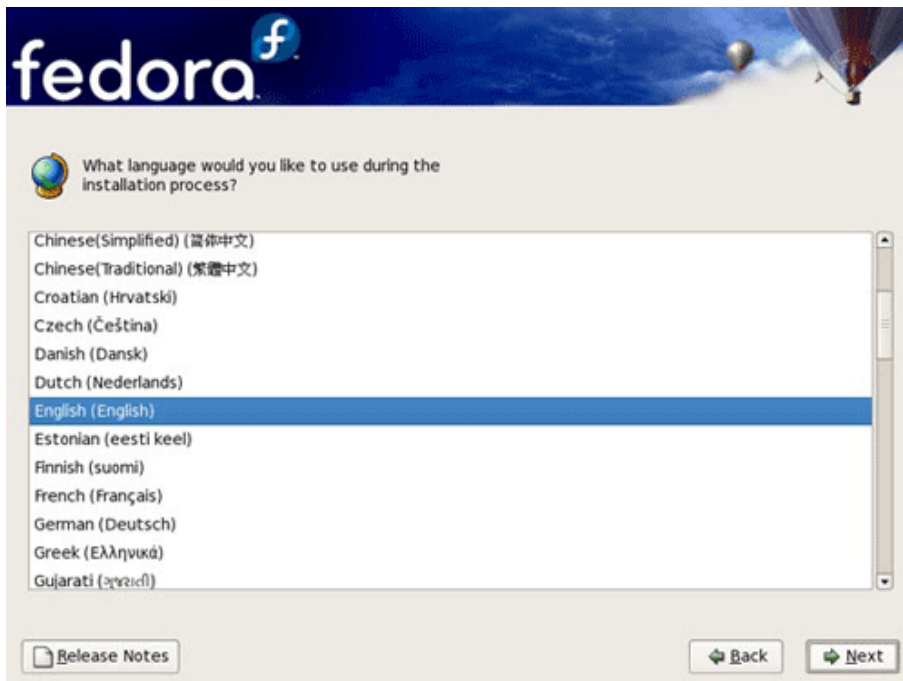 fedora
What language would you like to use during the
installation process?
Chinese(Simplified) (简体中文)
Chinese(Traditional) (繁體中文)
Croatian (Hrvatski)
Czech (Čeština)
Danish (Dansk)
Dutch (Nederlands)
English (English)
Estonian (eesti keel)
Finnish (suomi)
French (Français)
German (Deutsch)
Greek (Ελληνικά)
Gujarati (ગુજરાતી)
Release Notes
Back
Next